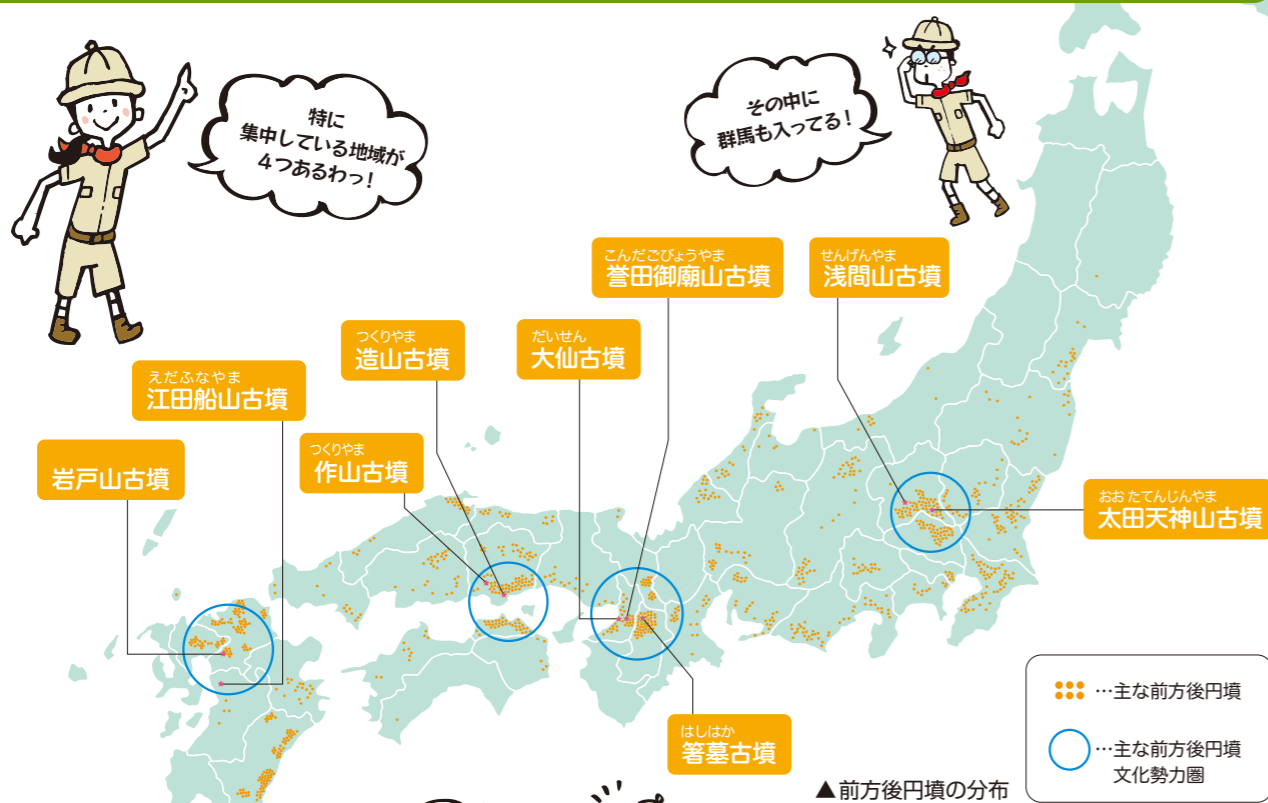 特に
集中している地域が
4つあるわっ!
その中に
群馬も入ってる!
こんだごびょうやま
誉田御廟山古墳
せんげんやま
浅間山古墳
つくりやま
造山古墳
だいせん
大仙古墳
えだふなやま
江田船山古墳
つくりやま
作山古墳
岩戸山古墳
おおたてんじんやま
太田天神山古墳
はしはか
箸墓古墳
…主な前方後円墳
…主な前方後円墳
文化勢力圏
▲前方後円墳の分布